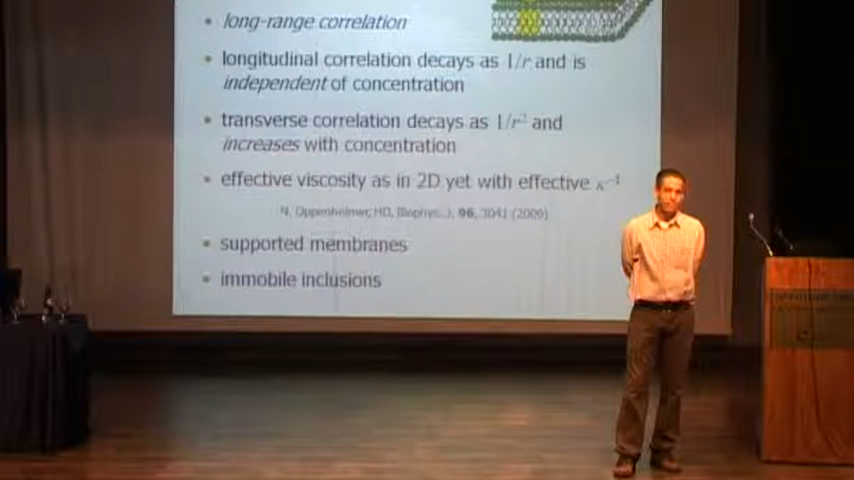 • long-range correlation
• longitudinal correlation decays as 1/r and is
independent of concentration
• transverse correlation decays as 1/r² and
increases with concentration
• effective viscosity as in 2D yet with effective κ⁻¹
N. Oppenheimer, HD, Biophys. J. 96, 3041 (2009)
• supported membranes
• immobile inclusions